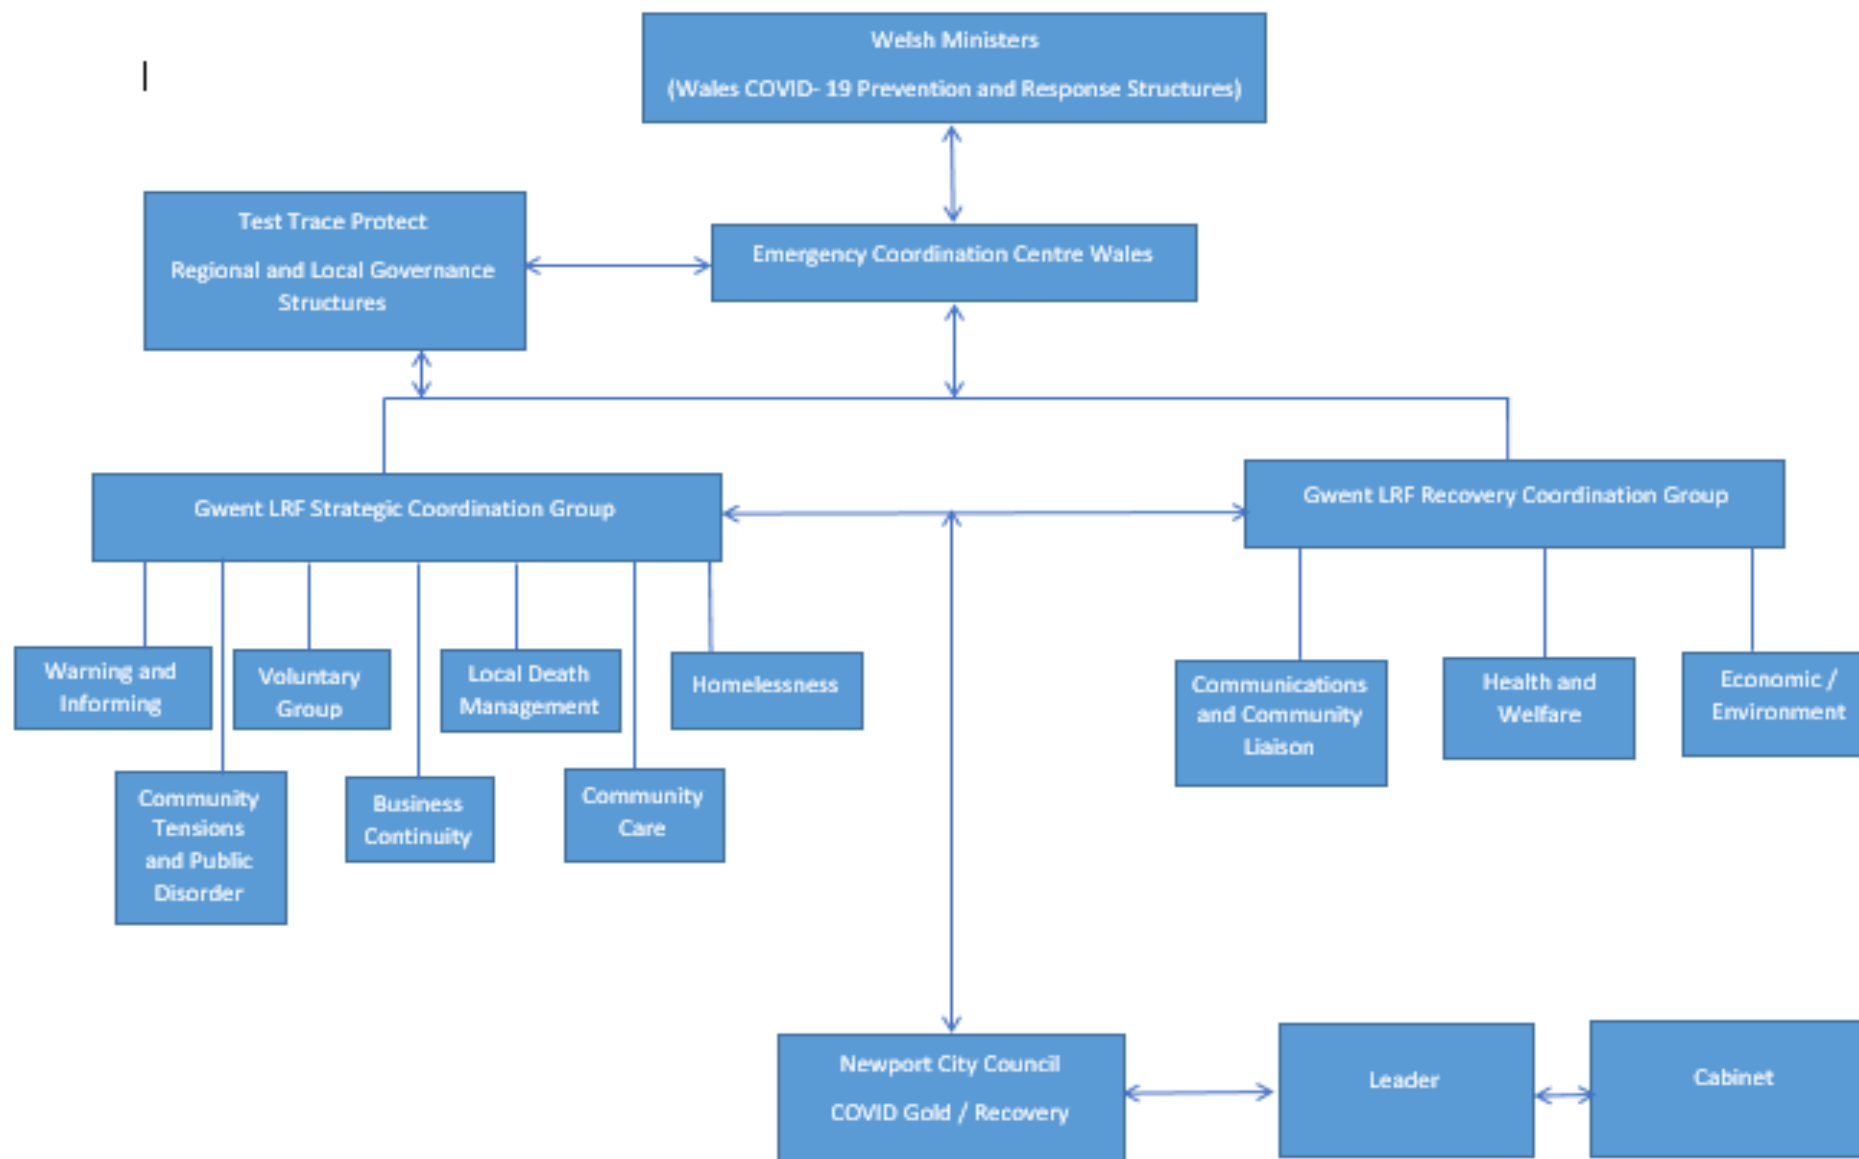 Welsh Ministers
(Wales COVID- 19 Prevention and Response Structures)
Test Trace Protect
Regional and Local Governance
Structures
Emergency Coordination Centre Wales
Gwent LRF Strategic Coordination Group
Gwent LRF Recovery Coordination Group
Warning and
Informing
Voluntary
Group
Local Death
Management
Homelessness
Community
Tensions
and Public
Disorder
Business
Continuity
Community
Care
Communications
and Community
Liaison
Health and
Welfare
Economic /
Environment
Newport City Council
COVID Gold / Recovery
Leader
Cabinet